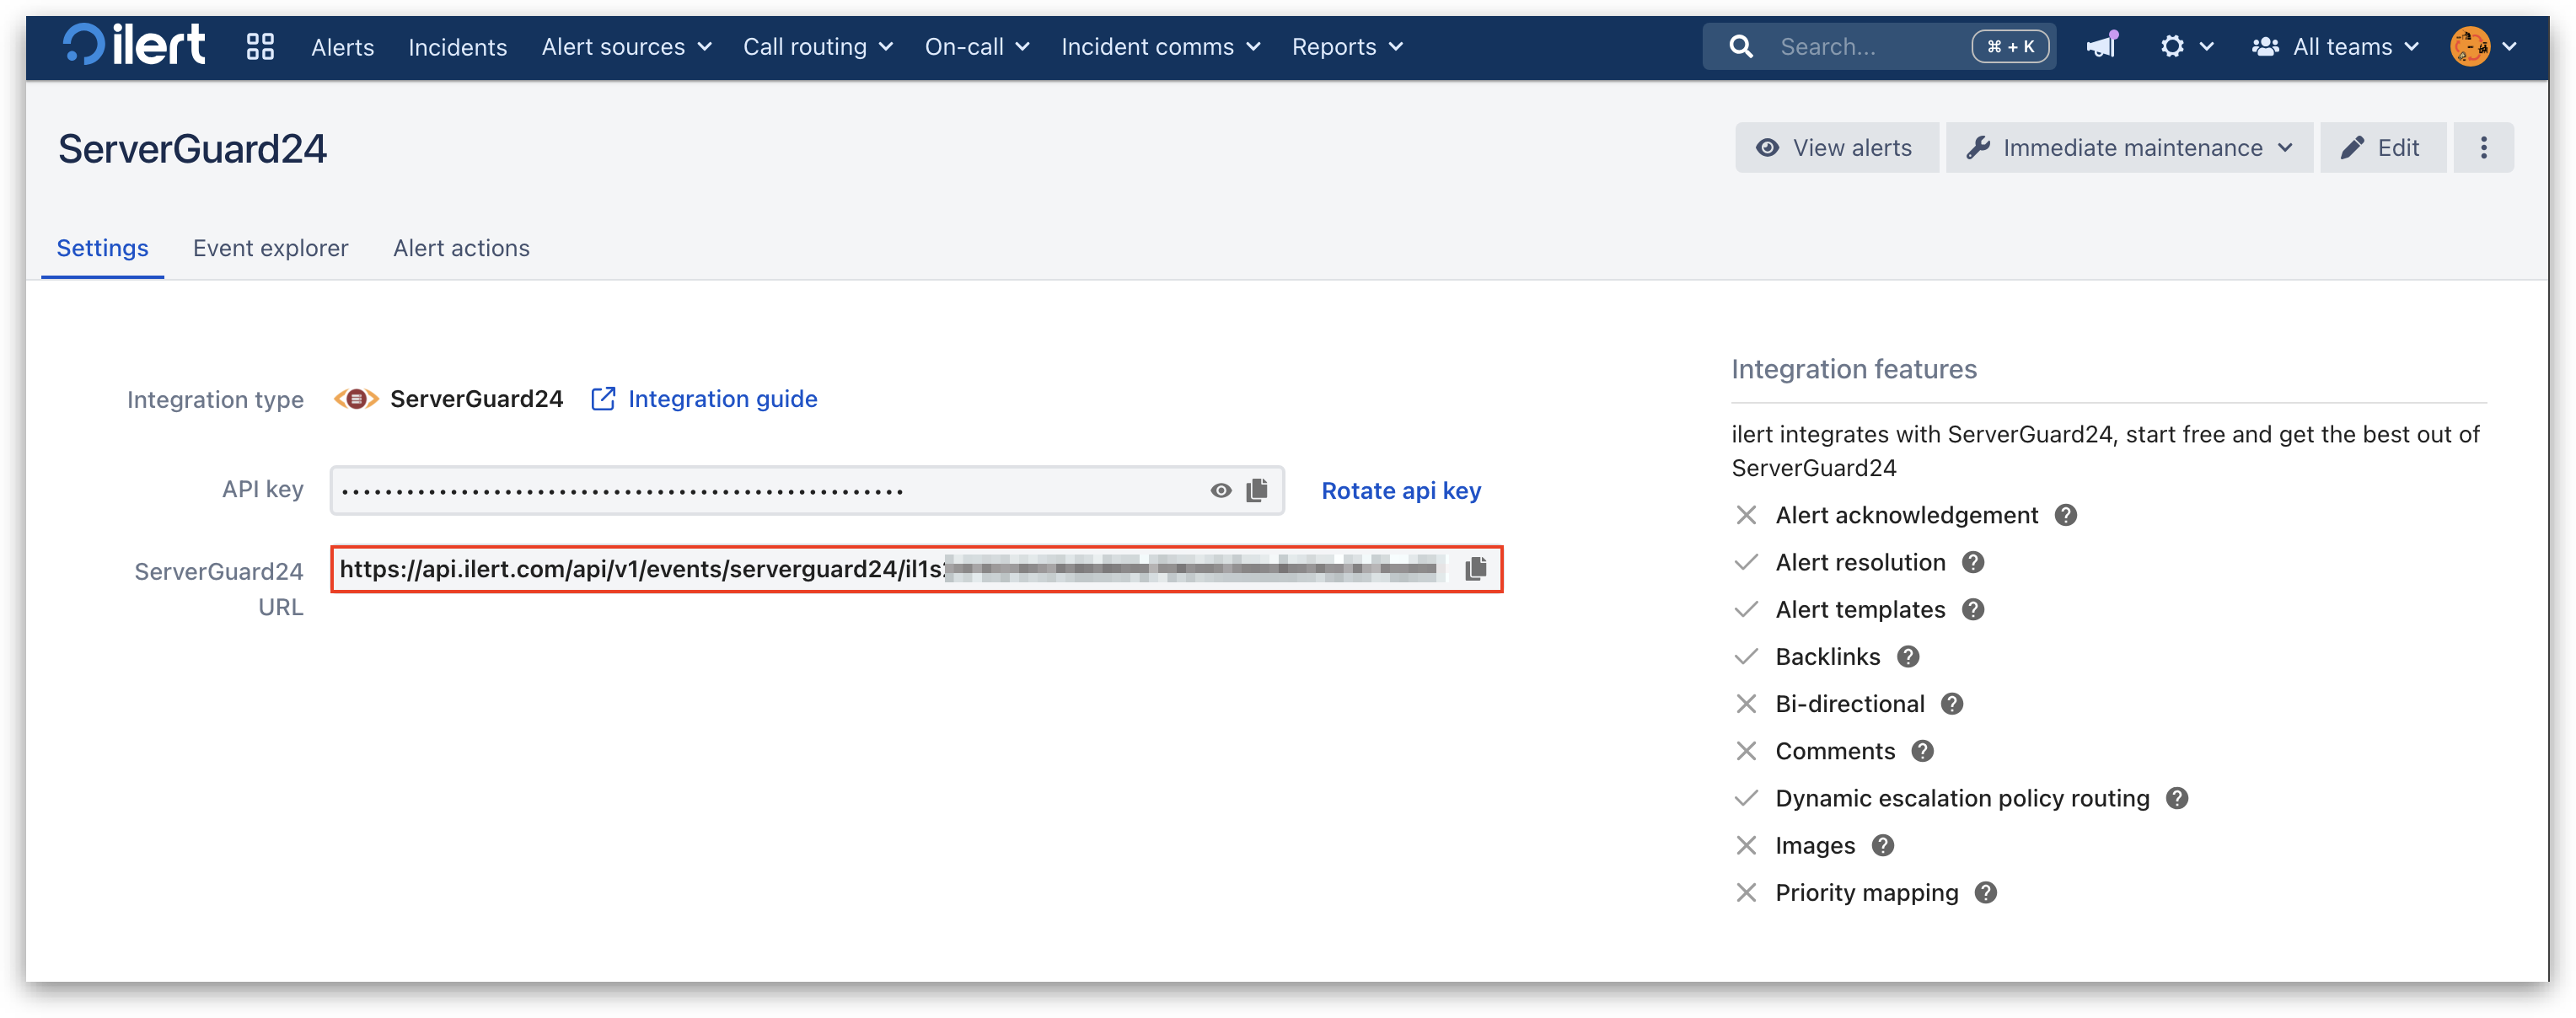 ilert Alerts Incidents Alert sources Call routing On-call Incident comms Reports Search... ⌘ + K All teams
ServerGuard24
View alerts Immediate maintenance Edit
Settings Event explorer Alert actions
Integration type ServerGuard24 Integration guide
API key •••••••••••••••••••••••••••••••••••••••••••••••••••• Rotate api key
ServerGuard24
URL
https://api.ilert.com/api/v1/events/serverguard24/il1s
Integration features
ilert integrates with ServerGuard24, start free and get the best out of
ServerGuard24
Alert acknowledgement ?
Alert resolution ?
Alert templates ?
Backlinks ?
Bi-directional ?
Comments ?
Dynamic escalation policy routing ?
Images ?
Priority mapping ?